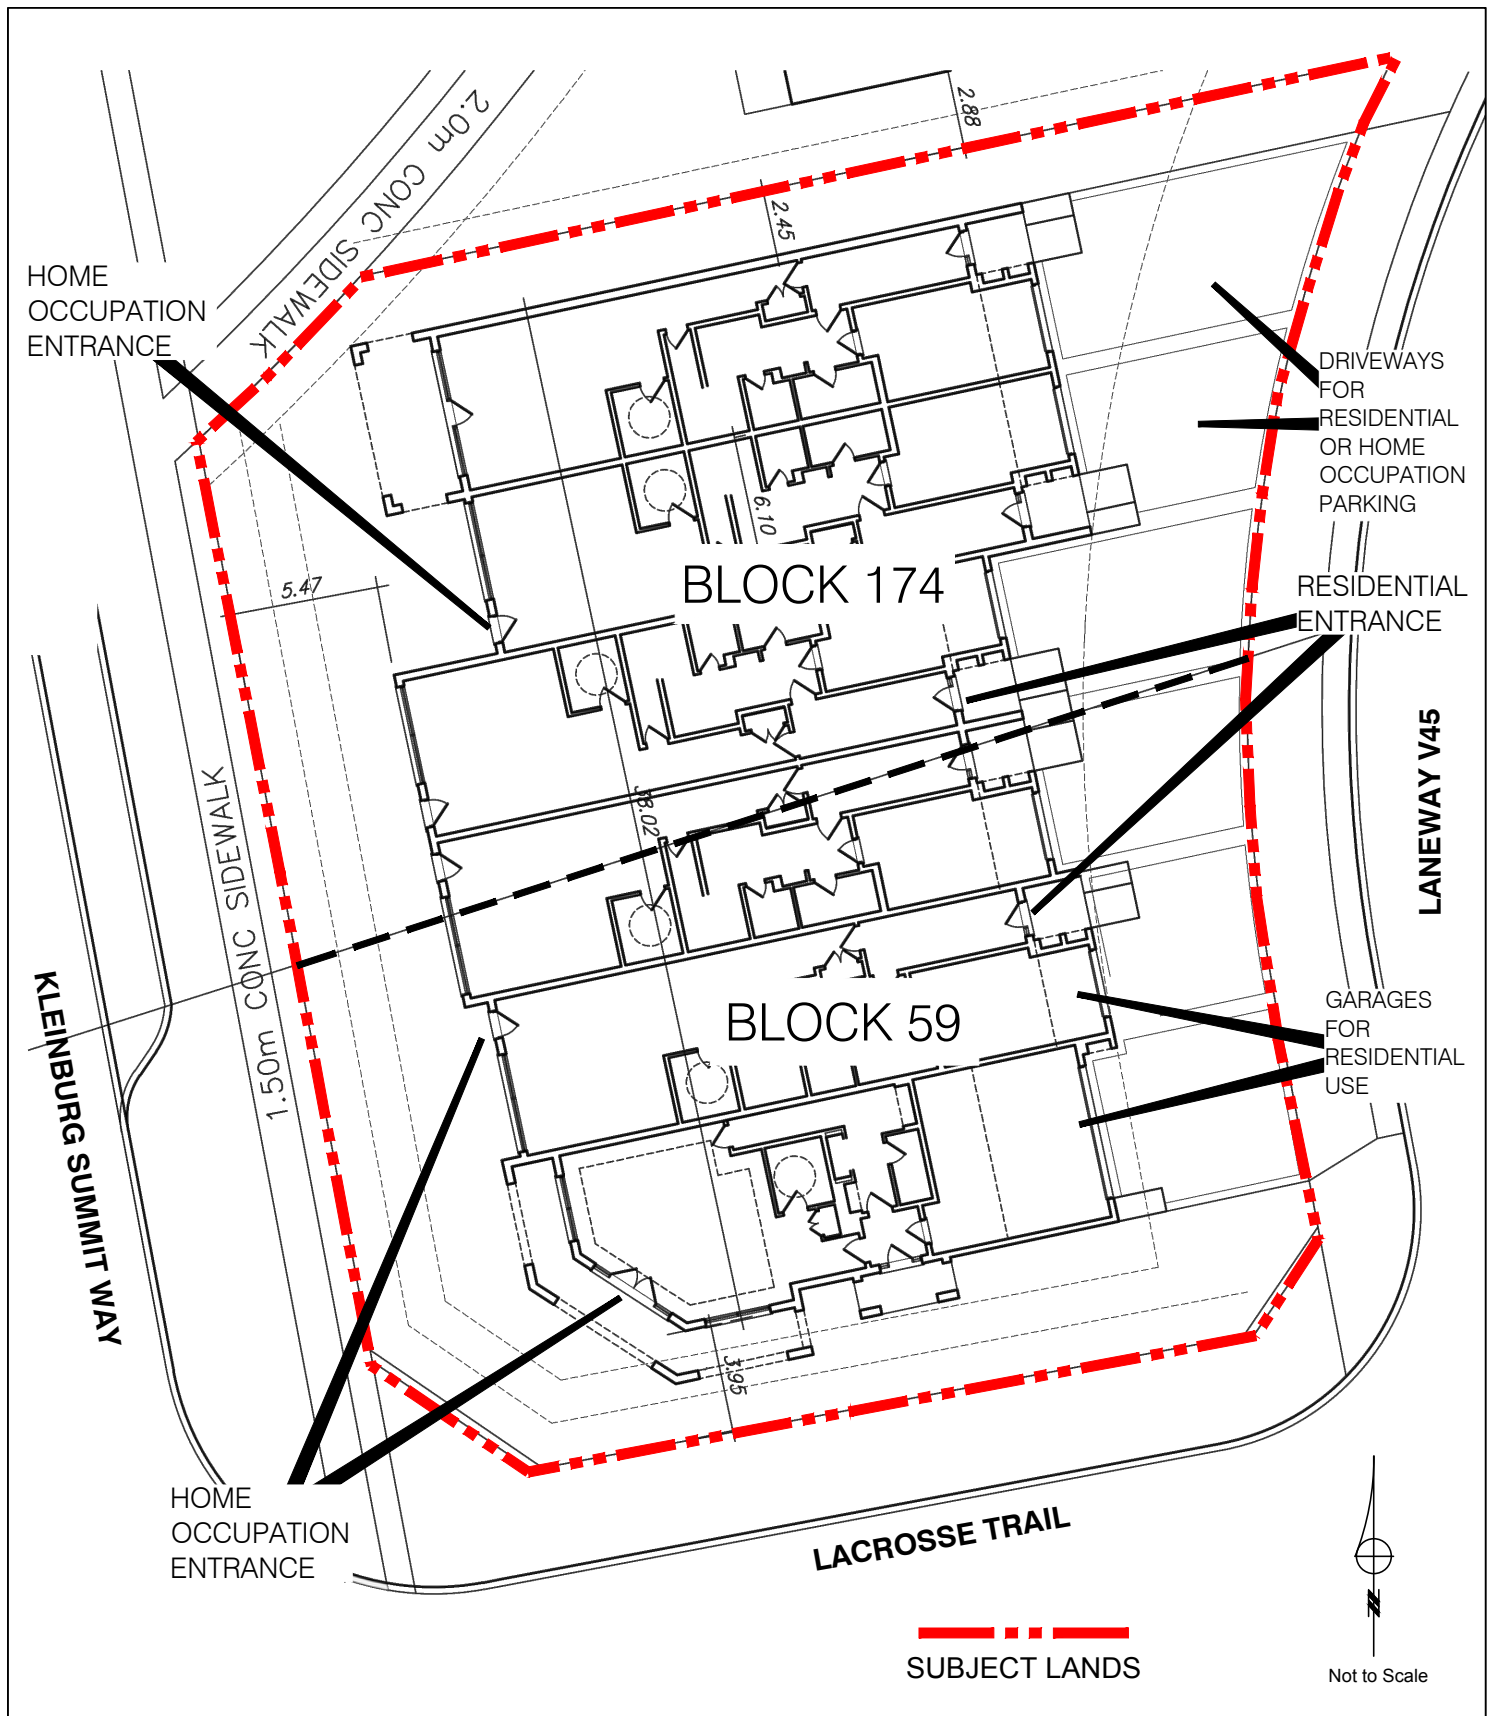 2.0m CONC SIDEWALK
2.88
2.45
HOME
OCCUPATION
ENTRANCE
DRIVEWAYS
FOR
RESIDENTIAL
OR HOME
OCCUPATION
PARKING
6.10
5.47
BLOCK 174
RESIDENTIAL
ENTRANCE
LANEWAY V45
38.02
1.50m CONC SIDEWALK
KLEINBURG SUMMIT WAY
BLOCK 59
GARAGES
FOR
RESIDENTIAL
USE
3.95
HOME
OCCUPATION
ENTRANCE
LACROSSE TRAIL
SUBJECT LANDS
N
Not to Scale